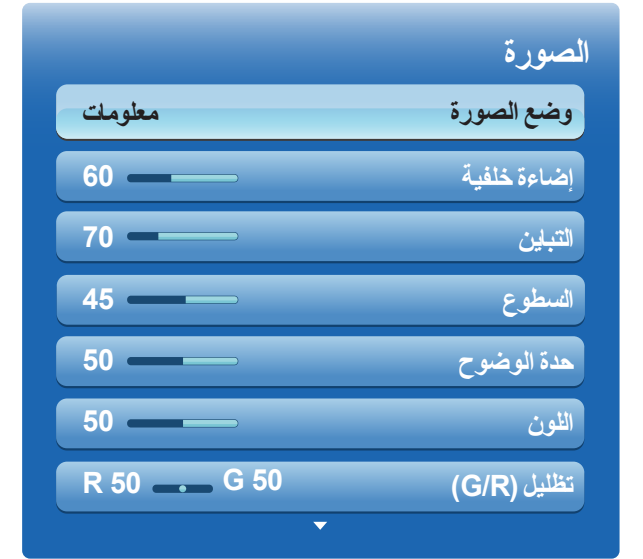 الصورة
وضع الصورة معلومات
إضاءة خلفية 60
التباين 70
السطوع 45
حدة الوضوح 50
اللون 50
تظليل (G/R) G 50 R 50